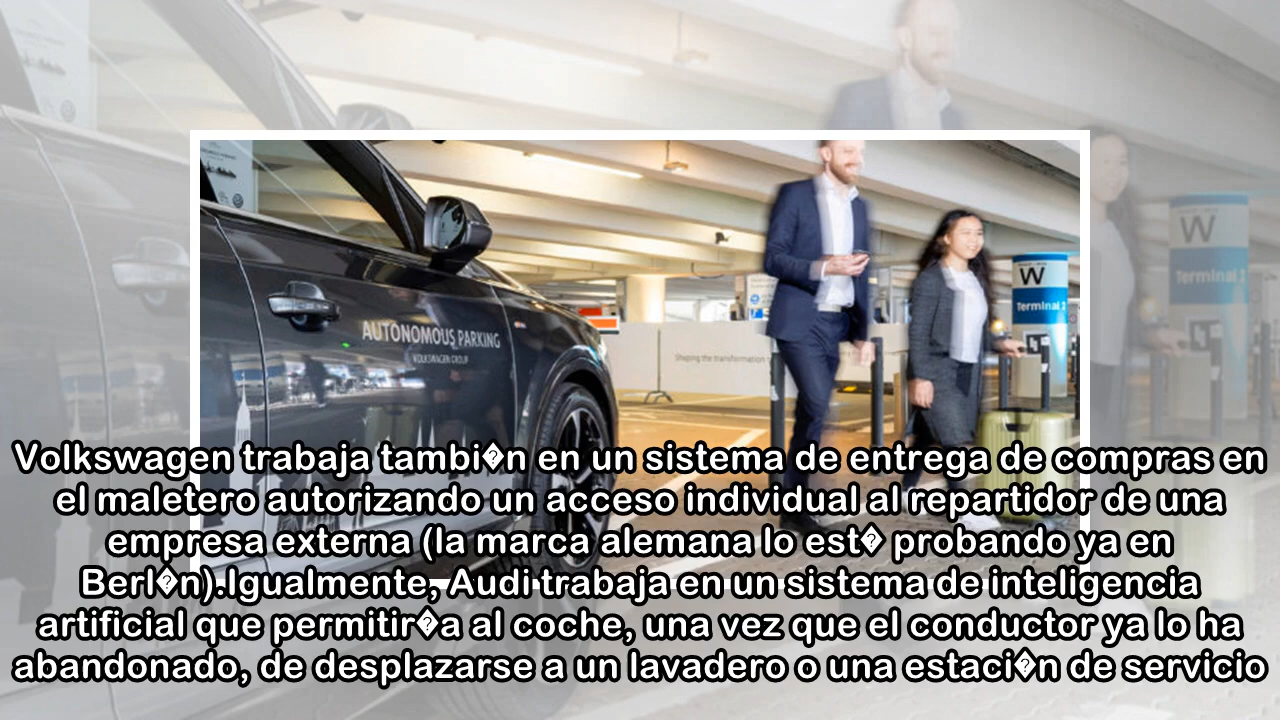 W
Terminal 2
AUTONOMOUS PARKING
VOLKSWAGEN GROUP
Shaping the transformation
Volkswagen trabaja tambi�n en un sistema de entrega de compras en
el maletero autorizando un acceso individual al repartidor de una
empresa externa (la marca alemana lo est� probando ya en
Berl�n).Igualmente, Audi trabaja en un sistema de inteligencia
artificial que permitir�a al coche, una vez que el conductor ya lo ha
abandonado, de desplazarse a un lavadero o una estaci�n de servicio